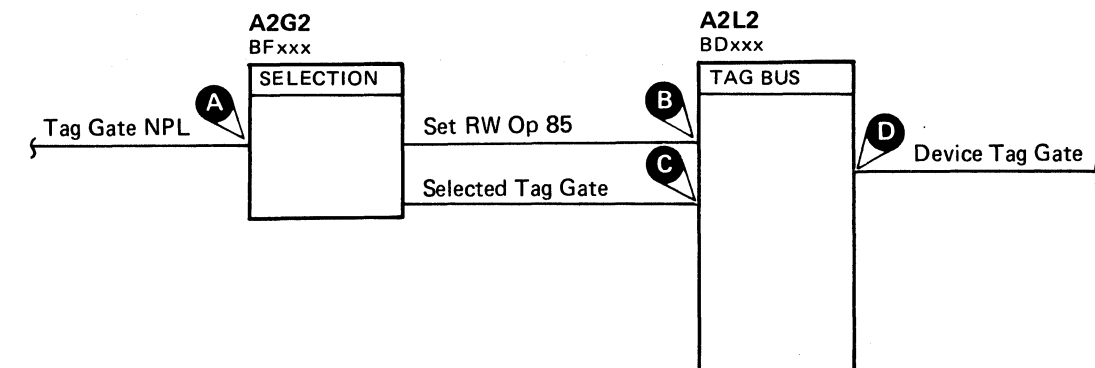 A2G2
BFxxx
SELECTION
A2L2
BDxxx
TAG BUS
A
Tag Gate NPL
B
Set RW Op 85
C
Selected Tag Gate
D
Device Tag Gate